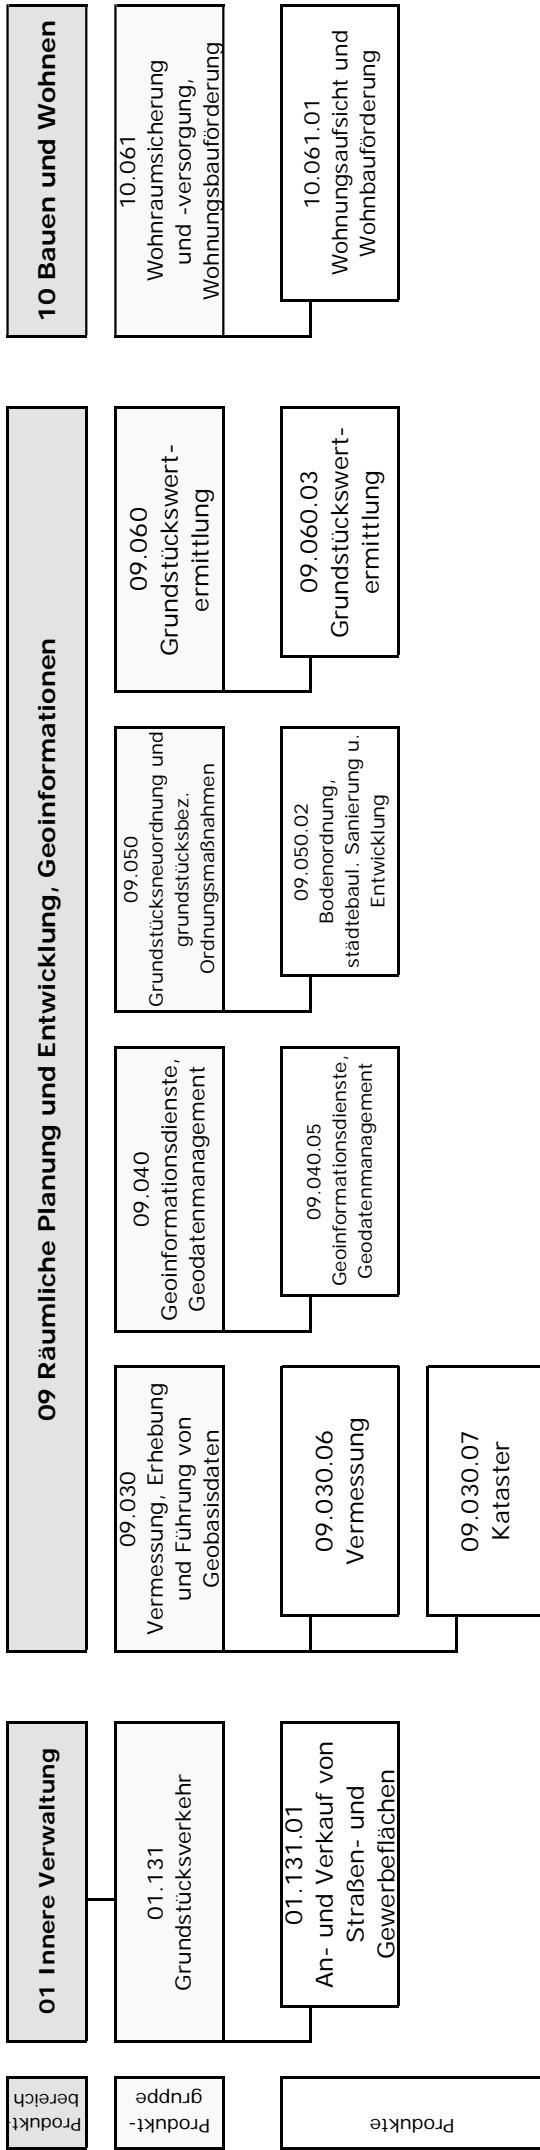 Produkt-
bereich
01 Innere Verwaltung
09 Räumliche Planung und Entwicklung, Geoinformationen
10 Bauen und Wohnen
Produkt-
gruppe
01.131
Grundstücksverkehr
09.030
Vermessung, Erhebung
und Führung von
Geobasisdaten
09.040
Geoinformationsdienste,
Geodatenmanagement
09.050
Grundstücksneuordnung und
grundstücksbez.
Ordnungsmaßnahmen
09.060
Grundstückswert-
ermittlung
10.061
Wohnraumsicherung
und -versorgung,
Wohnungsbauförderung
Produkte
01.131.01
An- und Verkauf von
Straßen- und
Gewerbeflächen
09.030.06
Vermessung
09.040.05
Geoinformationsdienste,
Geodatenmanagement
09.050.02
Bodenordnung,
städtebaul. Sanierung u.
Entwicklung
09.060.03
Grundstückswert-
ermittlung
10.061.01
Wohnungsaufsicht und
Wohnbauförderung
09.030.07
Kataster